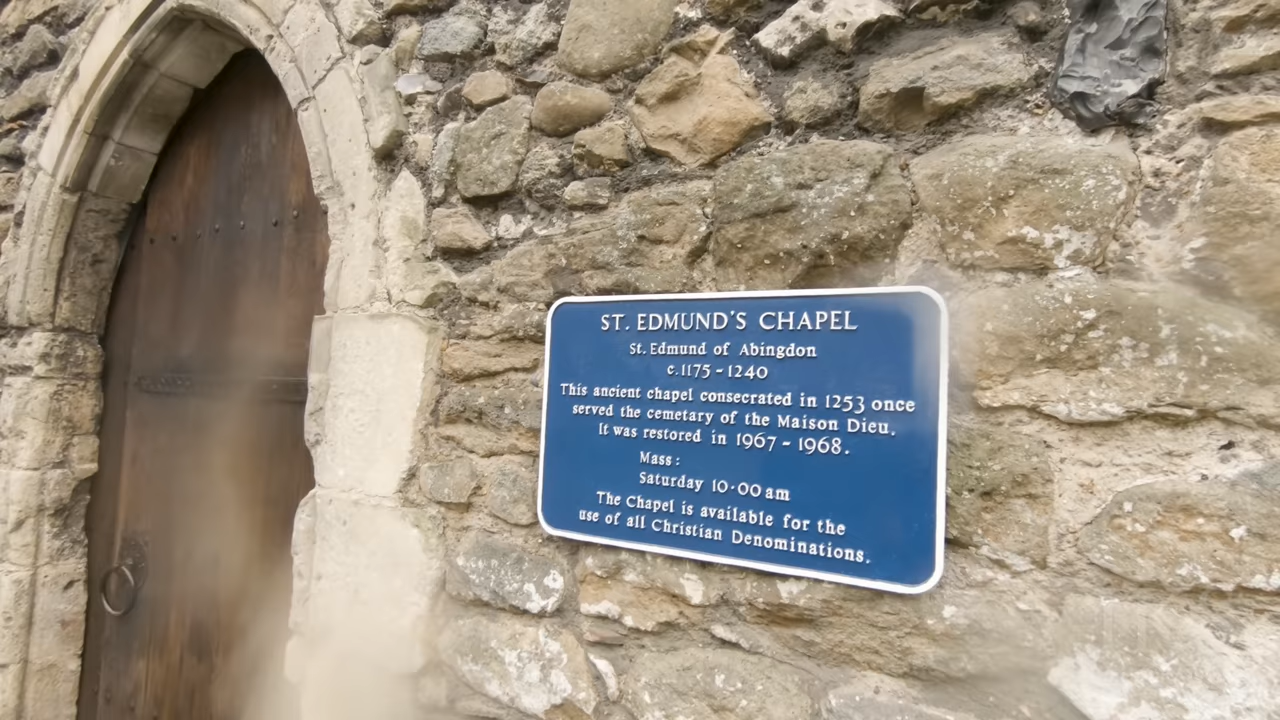 ST. EDMUND'S CHAPEL
St. Edmund of Abingdon
c.1175 - 1240
This ancient chapel consecrated in 1253 once
served the cemetary of the Maison Dieu.
It was restored in 1967 - 1968.
Mass:
Saturday 10·00 am
The Chapel is available for the
use of all Christian Denominations.